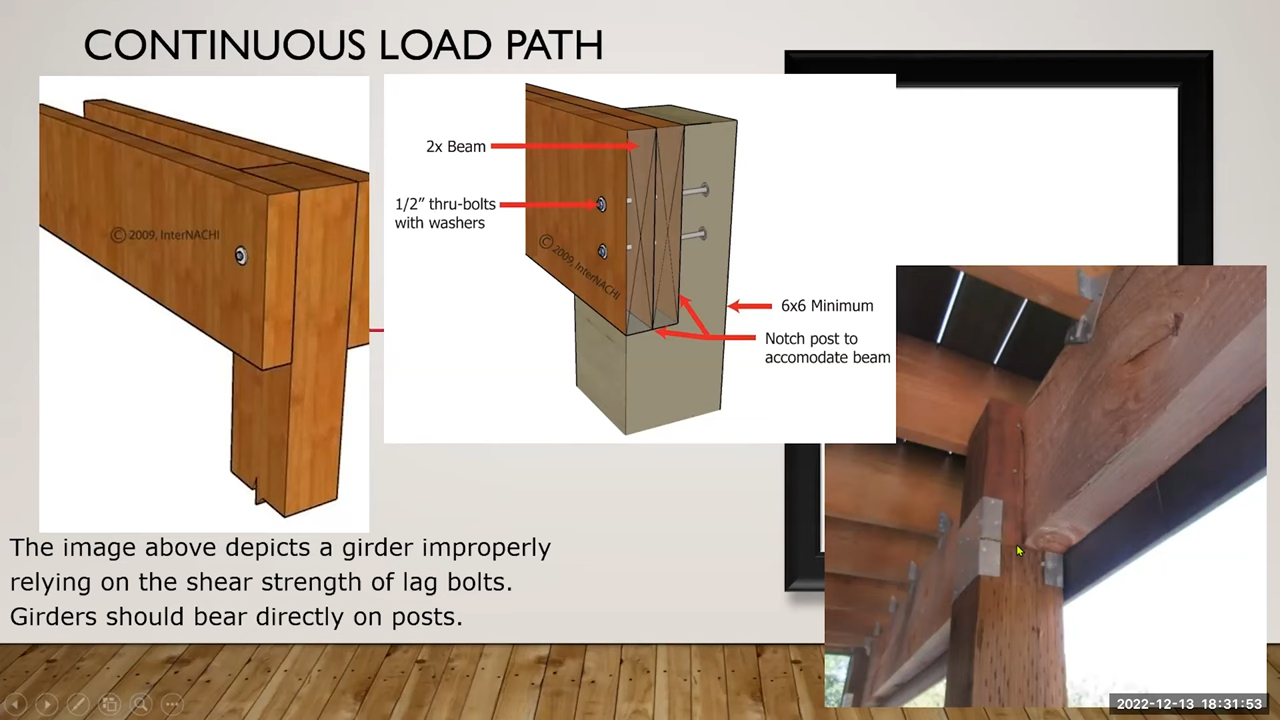 CONTINUOUS LOAD PATH
© 2009, InterNACHI
2x Beam
1/2" thru-bolts
with washers
© 2009, InterNACHI
6x6 Minimum
Notch post to
accomodate beam
The image above depicts a girder improperly
relying on the shear strength of lag bolts.
Girders should bear directly on posts.
2022-12-13 18:31:53